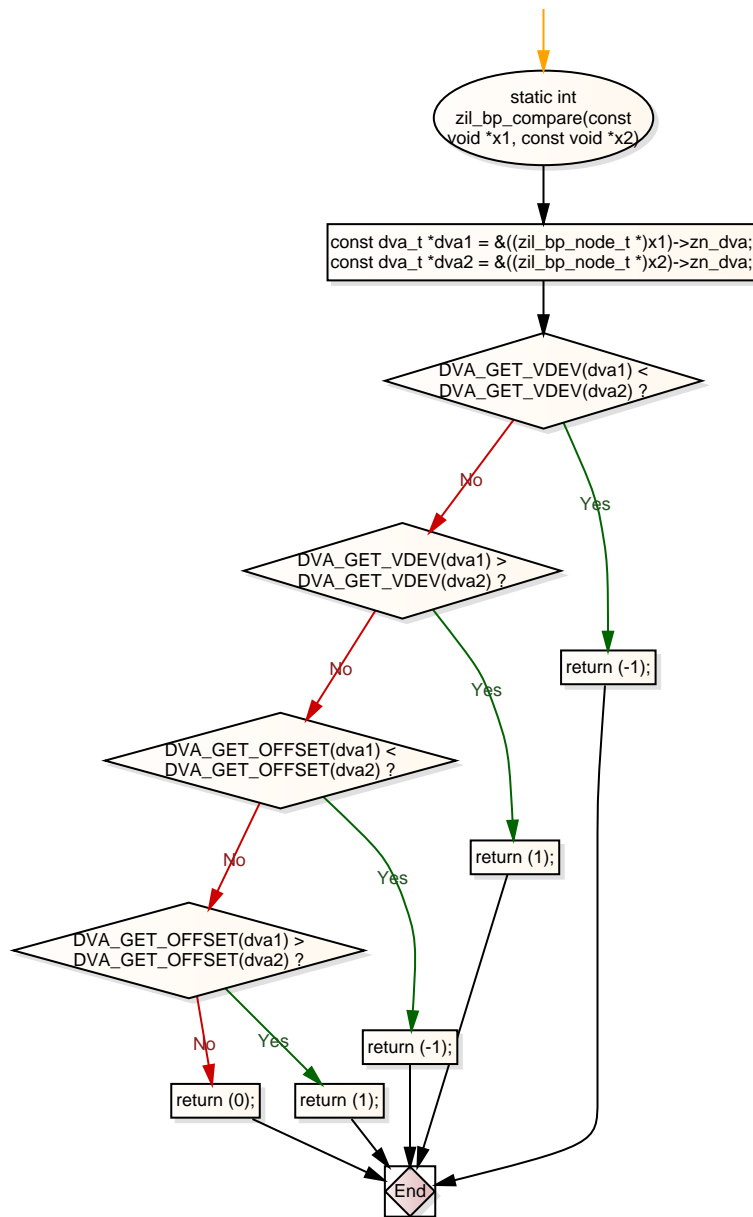 static int
zil_bp_compare(const
void *x1, const void *x2)
const dva_t *dva1 = &((zil_bp_node_t *)x1)->zn_dva;
const dva_t *dva2 = &((zil_bp_node_t *)x2)->zn_dva;
DVA_GET_VDEV(dva1) <
DVA_GET_VDEV(dva2) ?
No
Yes
DVA_GET_VDEV(dva1) >
DVA_GET_VDEV(dva2) ?
return (-1);
No
Yes
DVA_GET_OFFSET(dva1) <
DVA_GET_OFFSET(dva2) ?
return (1);
No
Yes
DVA_GET_OFFSET(dva1) >
DVA_GET_OFFSET(dva2) ?
No
Yes
return (-1);
return (0);
return (1);
End